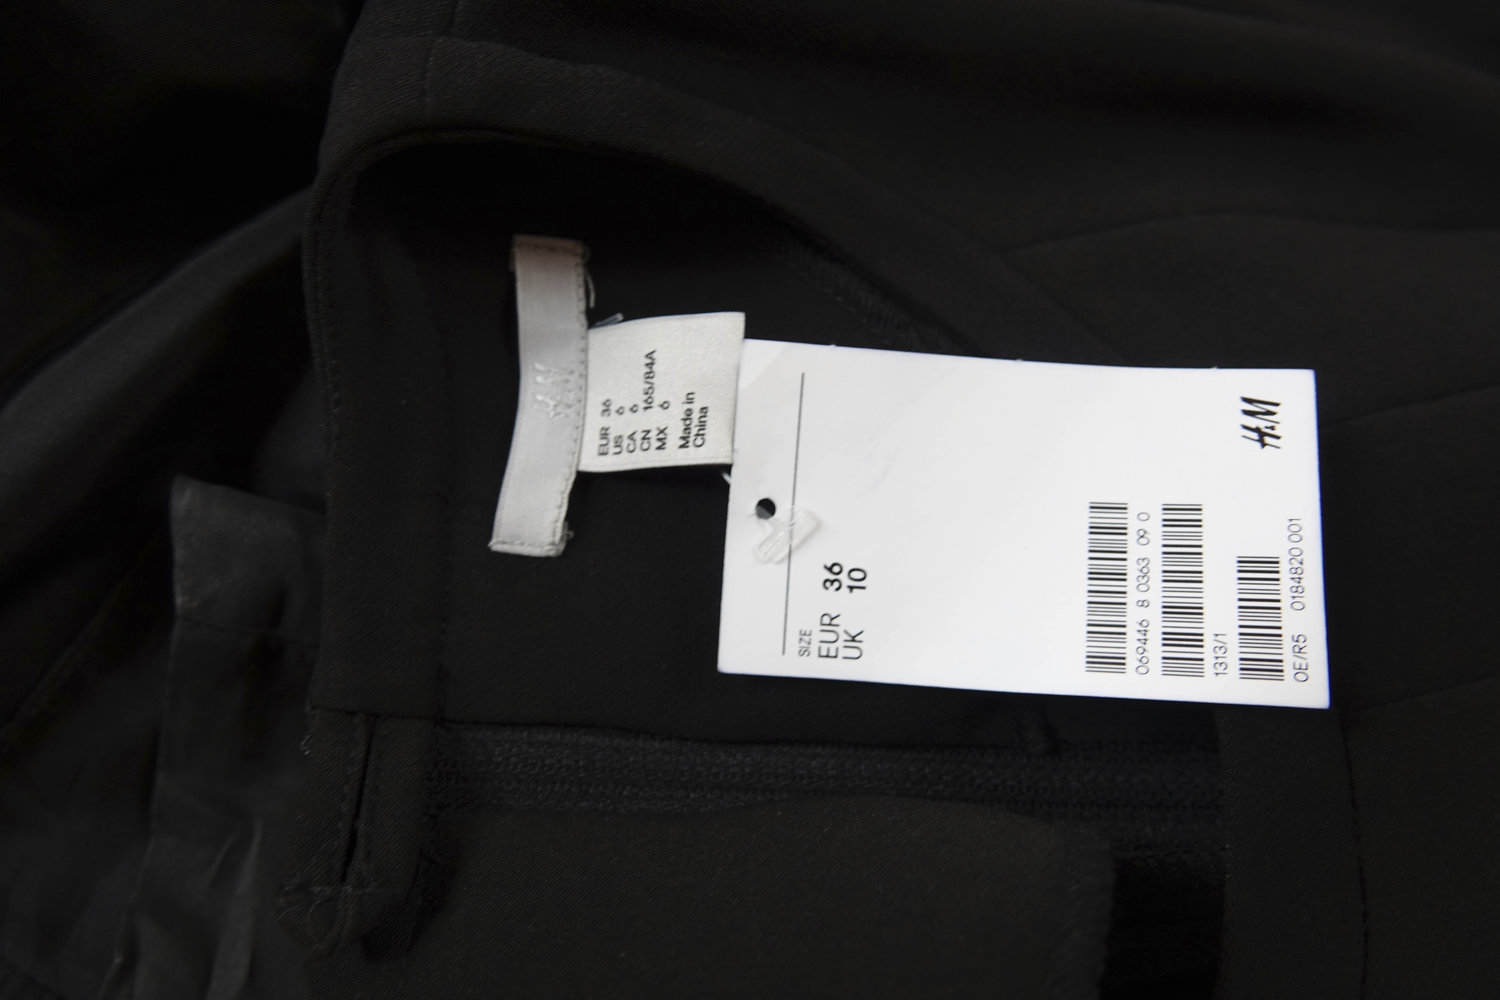 H&M
EUR 36
US 6
CA 6
CN 165/84A
MX 6
Made in
China
SIZE
EUR 36
UK 10
H&M
069446 8 0363 09 0
1313/1
OE/R5 0184820 001